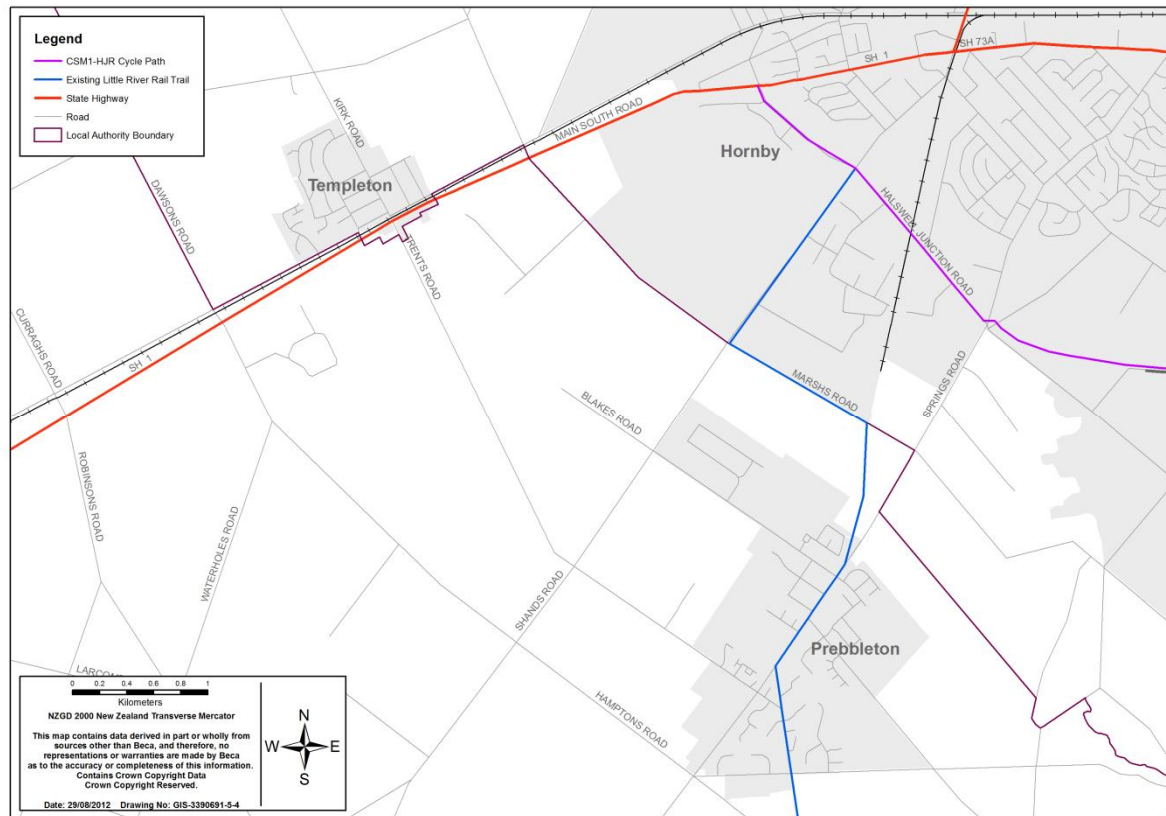 Legend
CSM1-HJR Cycle Path
Existing Little River Rail Trail
State Highway
Road
Local Authority Boundary
SH 73A
SH 1
MAIN SOUTH ROAD
KIRK ROAD
Hornby
Templeton
DAWSONS ROAD
HALSWELL JUNCTION ROAD
TRENTS ROAD
CURRAGHS ROAD
SH 1
MARSHS ROAD
SPRINGS ROAD
BLAKES ROAD
ROBINSONS ROAD
WATERHOLES ROAD
SHANDS ROAD
Prebbleton
HAMPTONS ROAD
0 0.2 0.4 0.6 0.8 1
Kilometers
NZGD 2000 New Zealand Transverse Mercator
This map contains data derived in part or wholly from
sources other than Beca, and therefore, no
representations or warranties are made by Beca
as to the accuracy or completeness of this information.
Contains Crown Copyright Data
Crown Copyright Reserved.
Date: 29/08/2012 Drawing No: GIS-3390691-5-4
N
W E
S